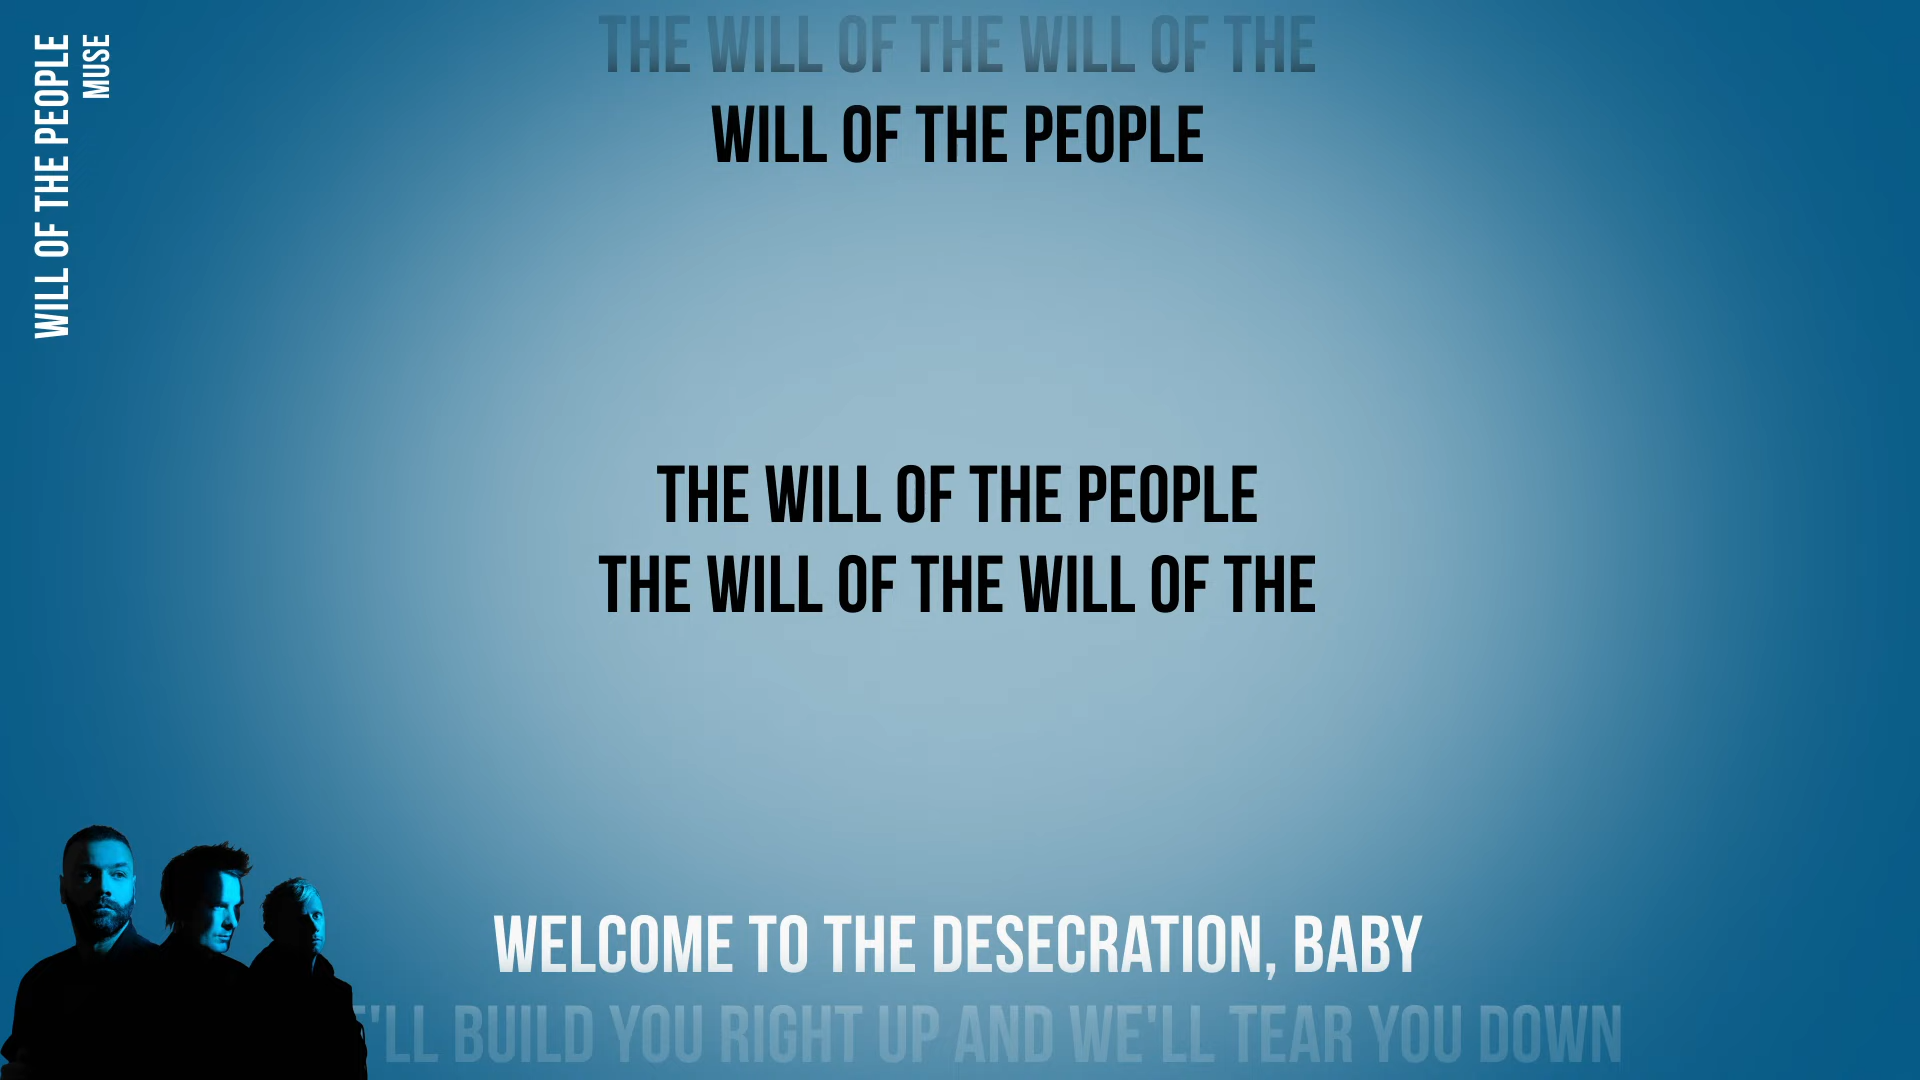 WILL OF THE PEOPLE
MUSE
THE WILL OF THE WILL OF THE
WILL OF THE PEOPLE
THE WILL OF THE PEOPLE
THE WILL OF THE WILL OF THE
WELCOME TO THE DESECRATION, BABY
'LL BUILD YOU RIGHT UP AND WE'LL TEAR YOU DOWN